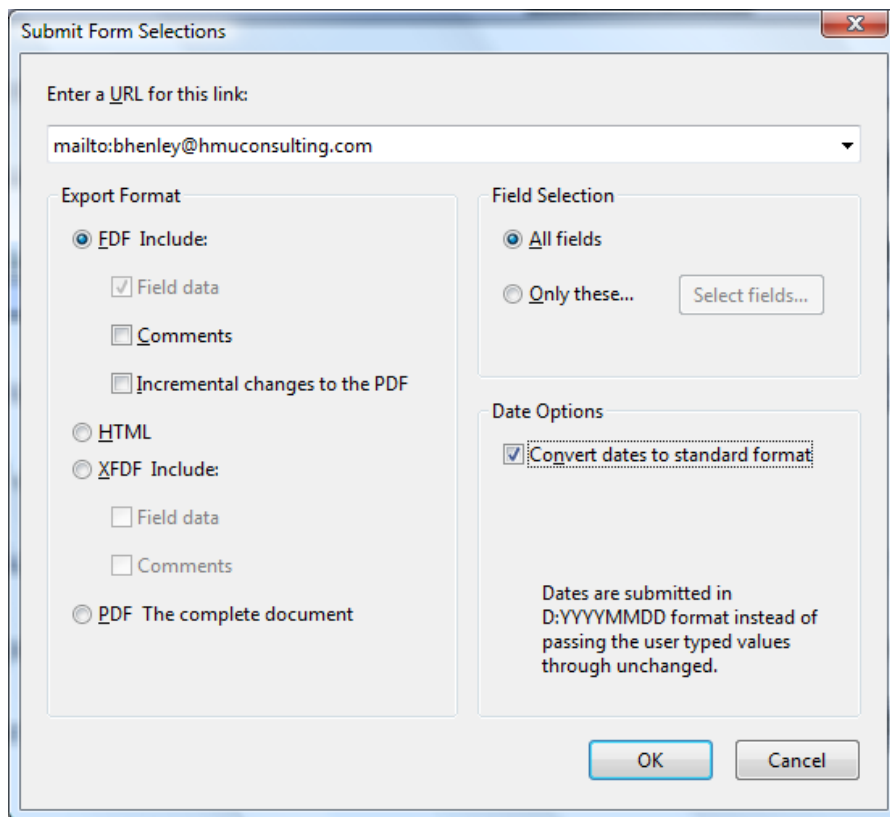 Submit Form Selections
Enter a URL for this link:
mailto:bhenley@hmuconsulting.com
Export Format
FDF Include:
Field data
Comments
Incremental changes to the PDF
HTML
XFDF Include:
Field data
Comments
PDF The complete document
Field Selection
All fields
Only these...
Select fields...
Date Options
Convert dates to standard format
Dates are submitted in
D:YYYYMMDD format instead of
passing the user typed values
through unchanged.
OK
Cancel